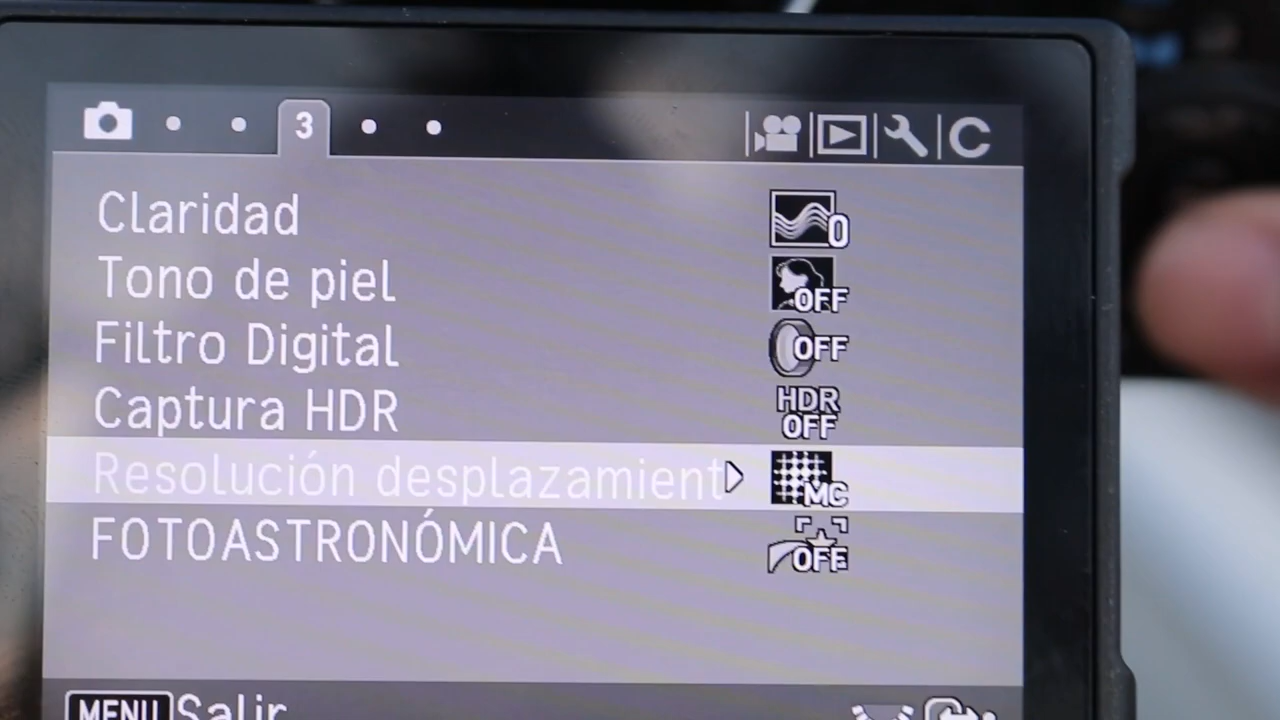 3 C
Claridad 0
Tono de piel OFF
Filtro Digital OFF
Captura HDR HDR OFF
Resolución desplazamient MC
FOTOASTRONÓMICA OFF
MENU Salir